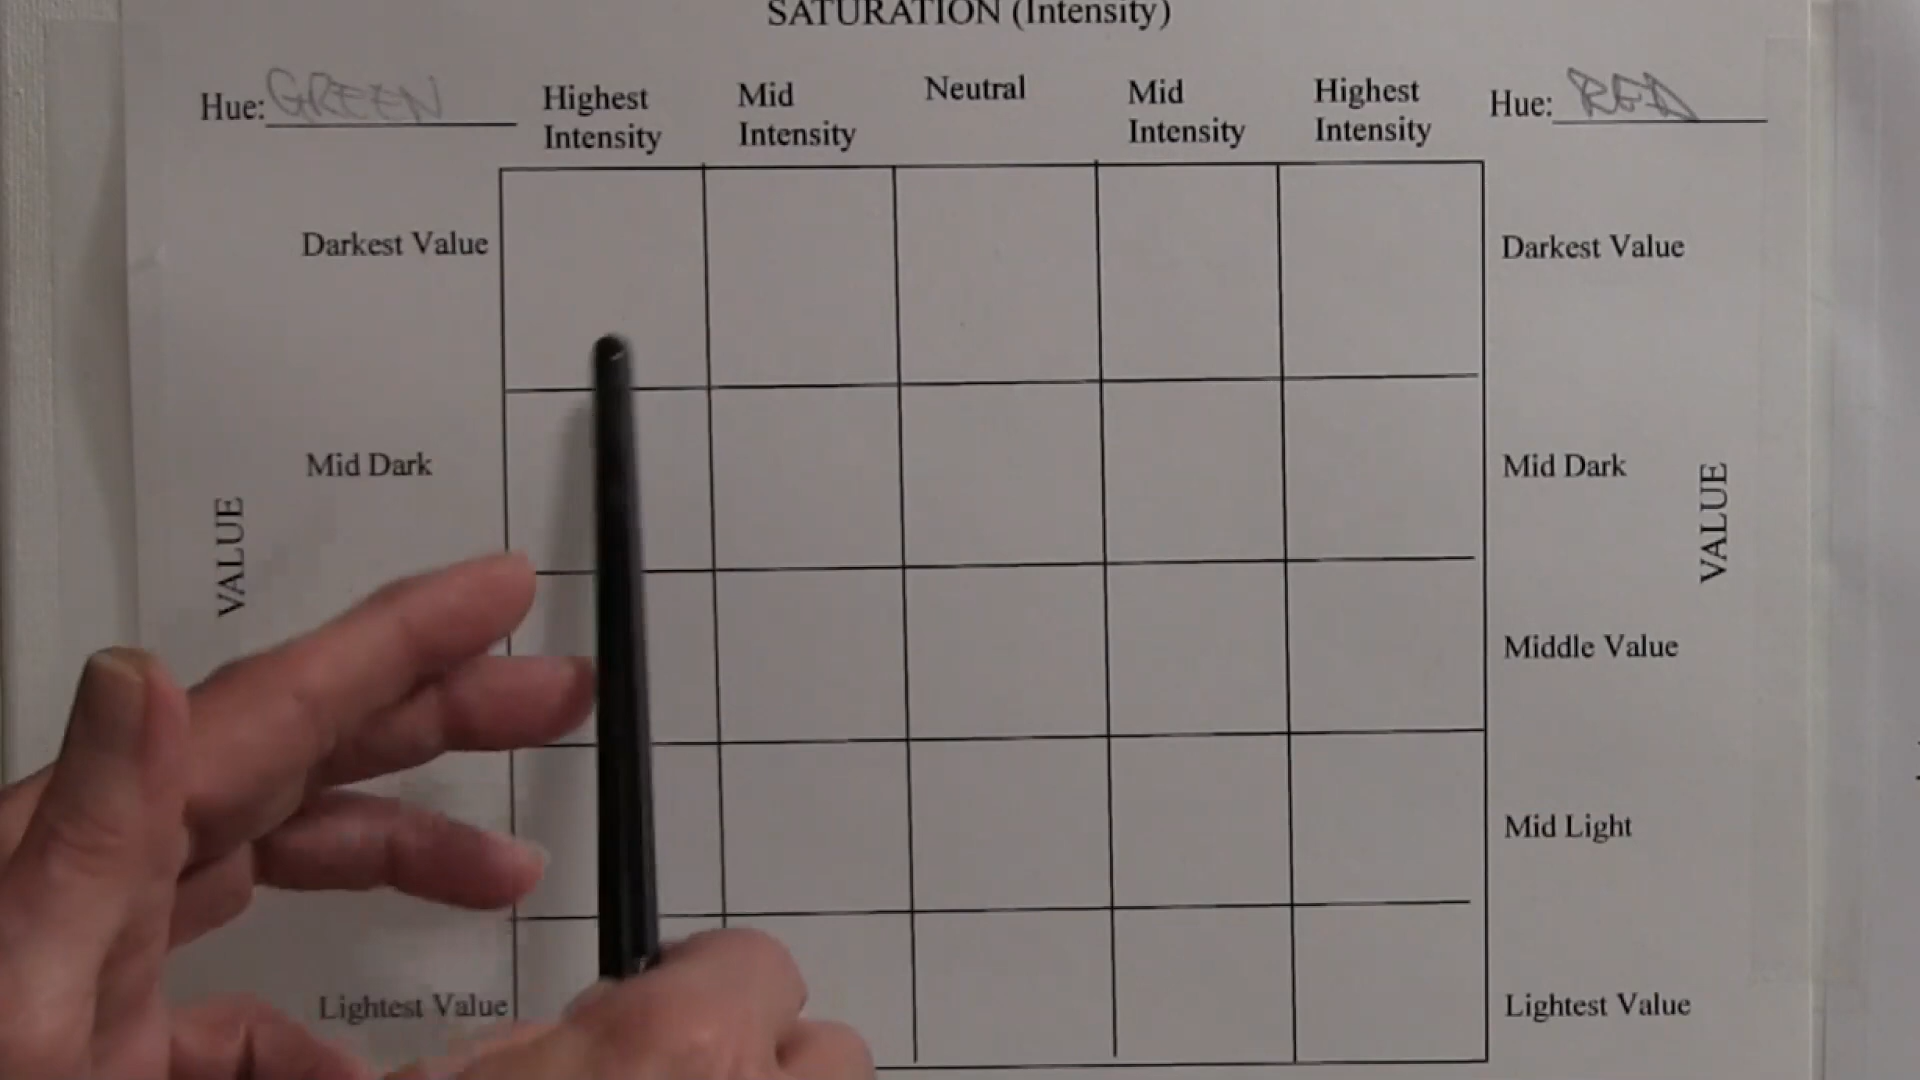 SATURATION (Intensity)
Hue: GREEN
Highest
Intensity
Mid
Intensity
Neutral
Mid
Intensity
Highest
Intensity
Hue: RED
Darkest Value
Darkest Value
Mid Dark
Mid Dark
VALUE
VALUE
Middle Value
Mid Light
Lightest Value
Lightest Value